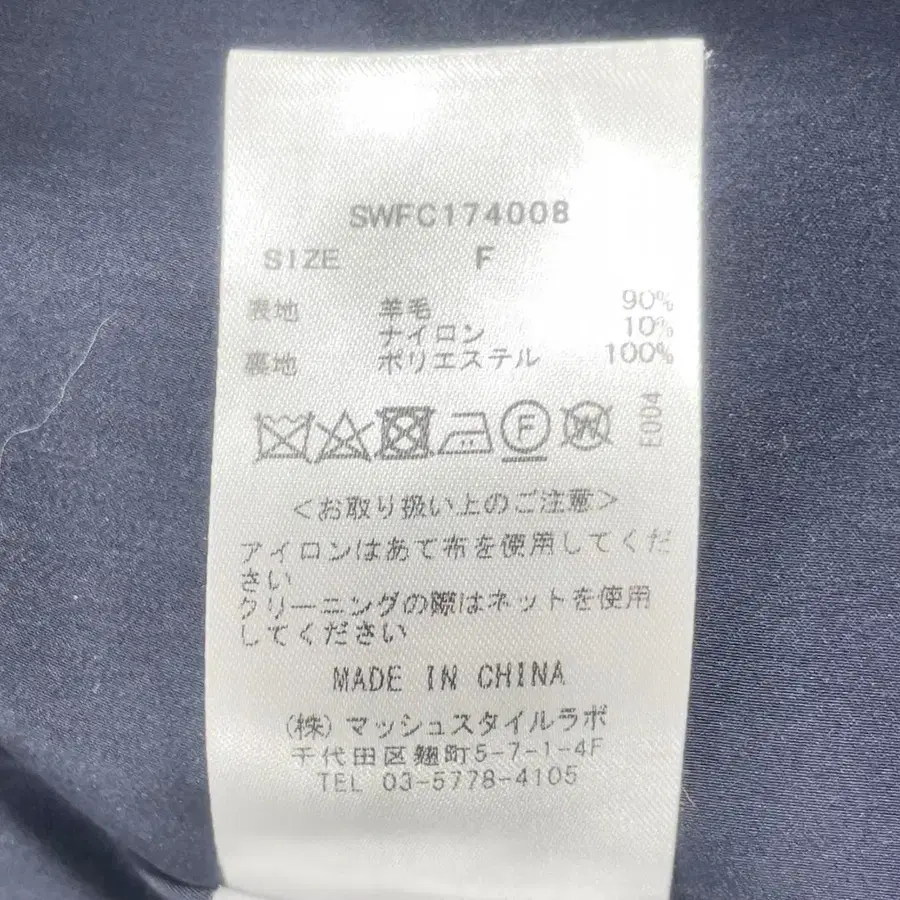 SWFC174008
SIZE F
表地 羊毛 90%
ナイロン 10%
裏地 ポリエステル 100%
F W E004
<お取り扱い上のご注意>
アイロンはあて布を使用してくだ
さい
クリーニングの際はネットを使用
してください
MADE IN CHINA
(株)マッシュスタイルラボ
千代田区麹町5-7-1-4F
TEL 03-5778-4105